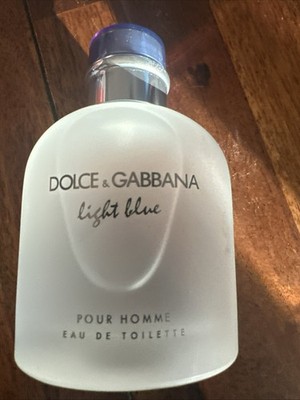 DOLCE & GABBANA
light blue
POUR HOMME
EAU DE TOILETTE